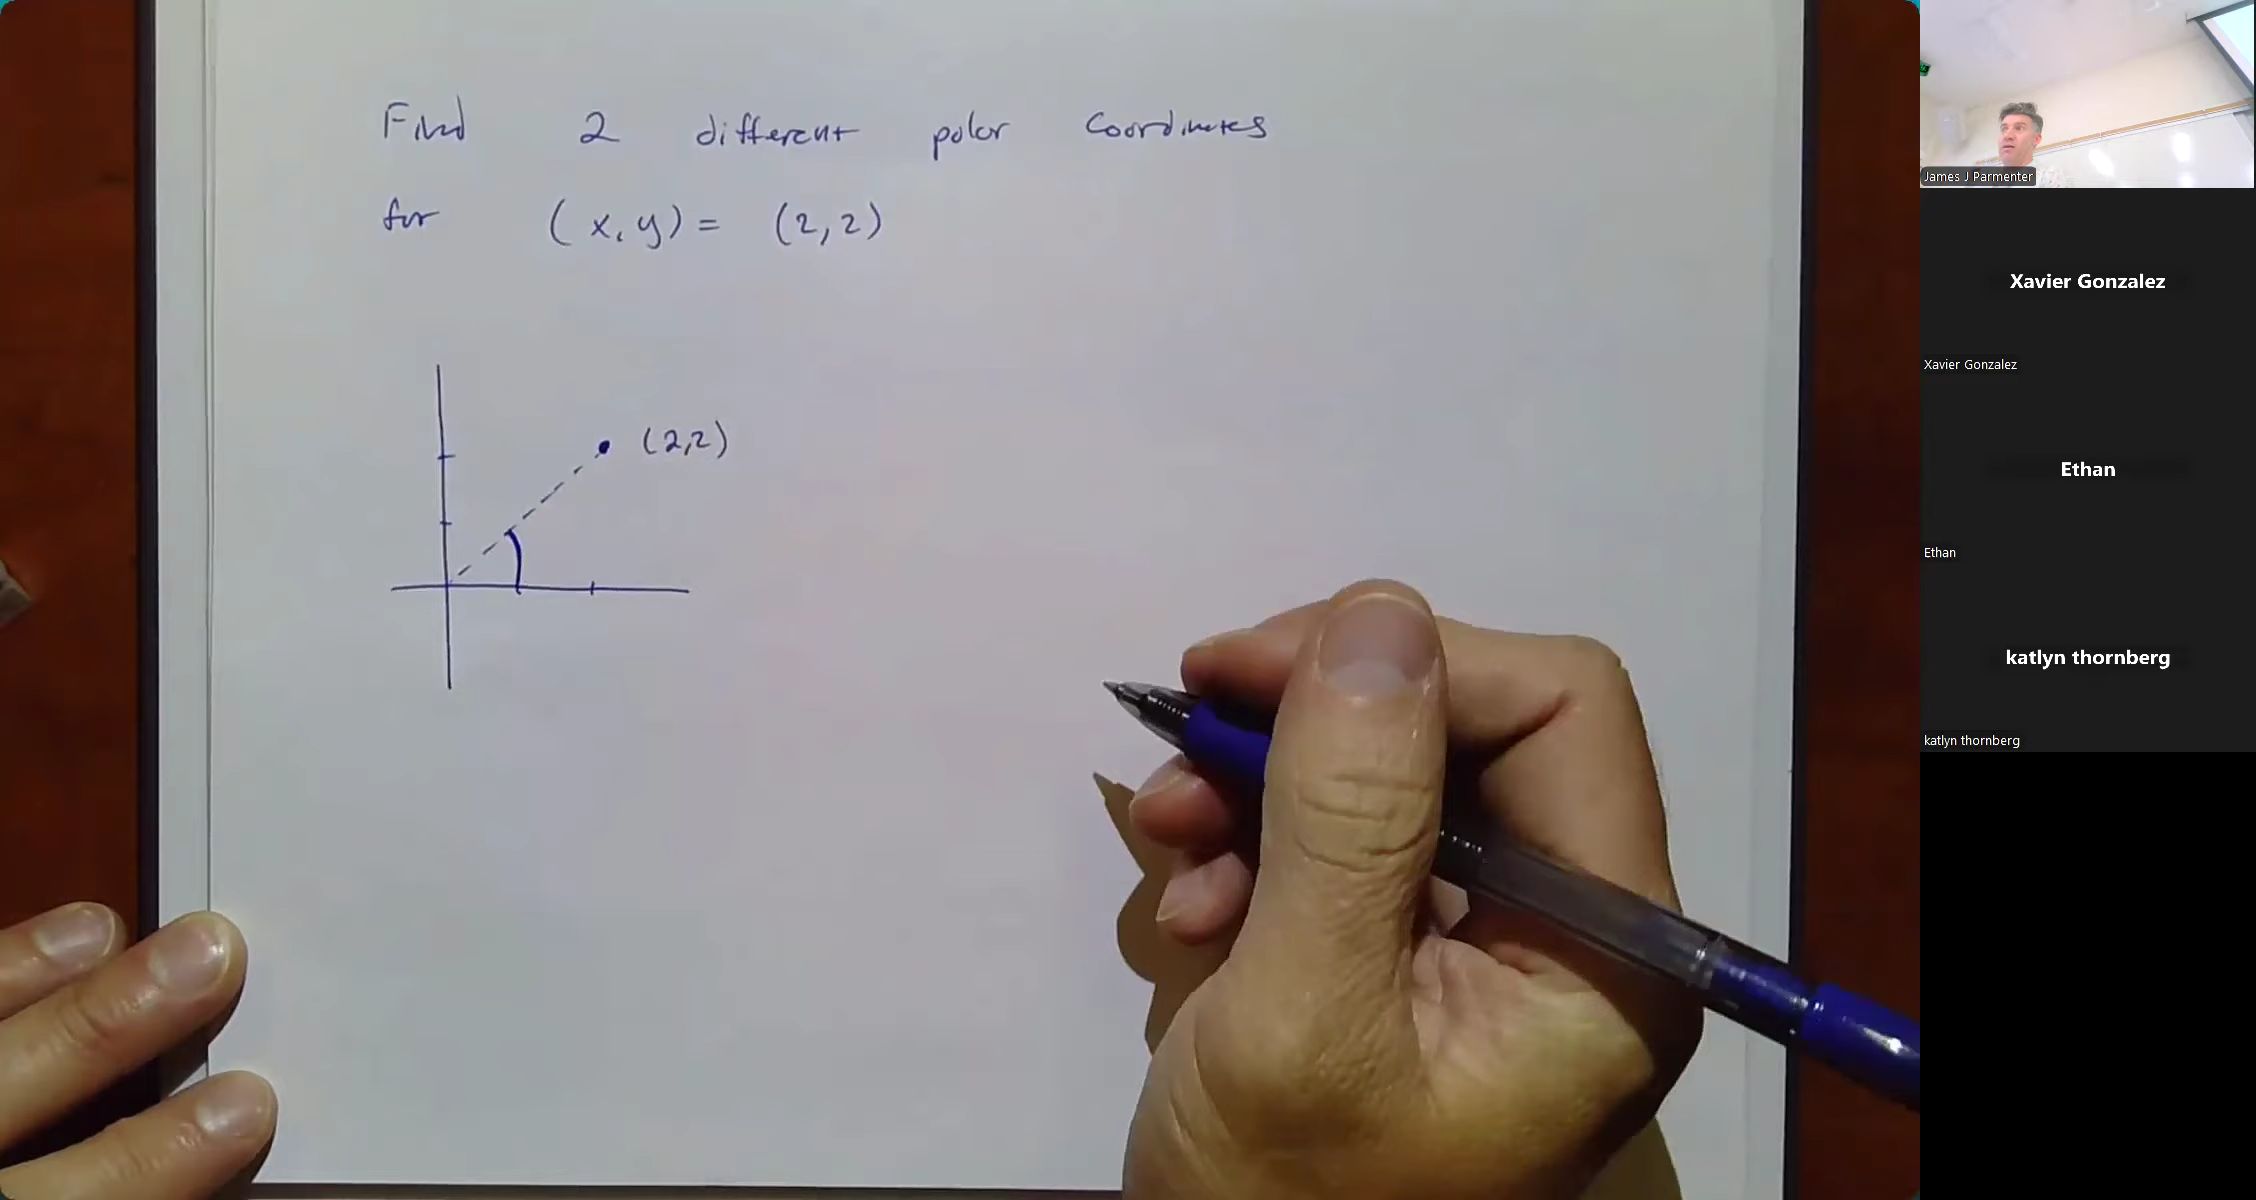 Find 2 different polar coordinates
for (x,y) = (2,2)
(2,2)
James J Parmenter
Xavier Gonzalez
Xavier Gonzalez
Ethan
Ethan
katlyn thornberg
katlyn thornberg